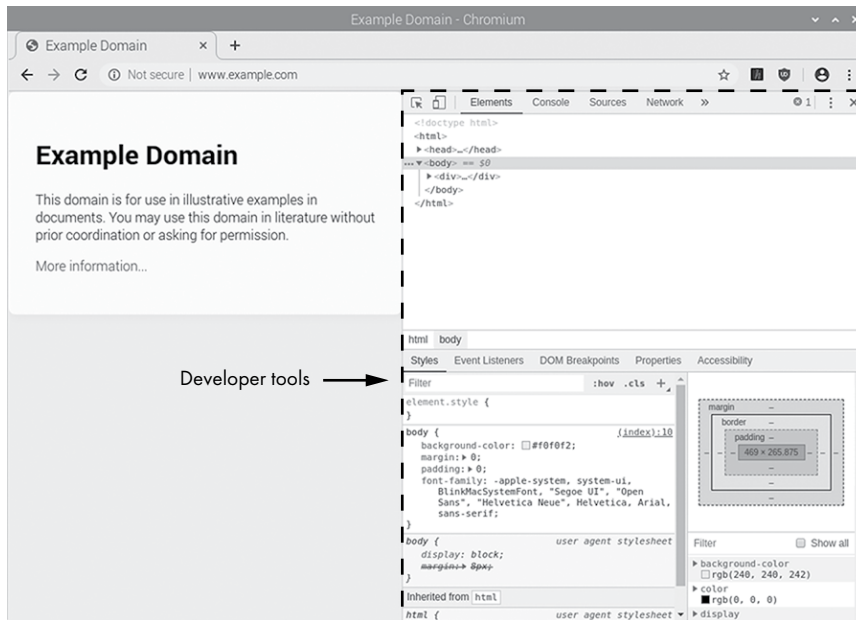 Example Domain - Chromium
Example Domain × +
Not secure | www.example.com
Example Domain
This domain is for use in illustrative examples in
documents. You may use this domain in literature without
prior coordination or asking for permission.
More information...
Developer tools
Elements Console Sources Network » 1
<!doctype html>
<html>
▶<head>…</head>
…▼<body> == $0
▶<div>…</div>
</body>
</html>
html body
Styles Event Listeners DOM Breakpoints Properties Accessibility
Filter :hov .cls +
element.style {
}
body { (index):10
background-color: #f0f0f2;
margin:▶ 0;
padding:▶ 0;
font-family: -apple-system, system-ui,
BlinkMacSystemFont, "Segoe UI", "Open
Sans", "Helvetica Neue", Helvetica, Arial,
sans-serif;
}
body { user agent stylesheet
display: block;
margin:▶ 8px;
}
Inherited from html
html { user agent stylesheet
margin –
border –
padding –
– – – 469 × 265.875 – – –
–
–
–
Filter Show all
▶background-color
rgb(240, 240, 242)
▶color
rgb(0, 0, 0)
▶display